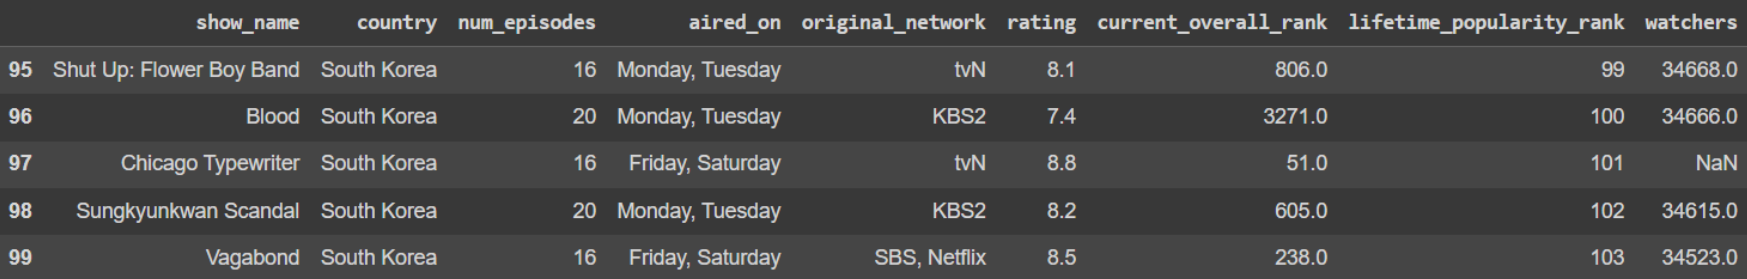 show_name country num_episodes aired_on original_network rating current_overall_rank lifetime_popularity_rank watchers
95 Shut Up: Flower Boy Band South Korea 16 Monday, Tuesday tvN 8.1 806.0 99 34668.0
96 Blood South Korea 20 Monday, Tuesday KBS2 7.4 3271.0 100 34666.0
97 Chicago Typewriter South Korea 16 Friday, Saturday tvN 8.8 51.0 101 NaN
98 Sungkyunkwan Scandal South Korea 20 Monday, Tuesday KBS2 8.2 605.0 102 34615.0
99 Vagabond South Korea 16 Friday, Saturday SBS, Netflix 8.5 238.0 103 34523.0